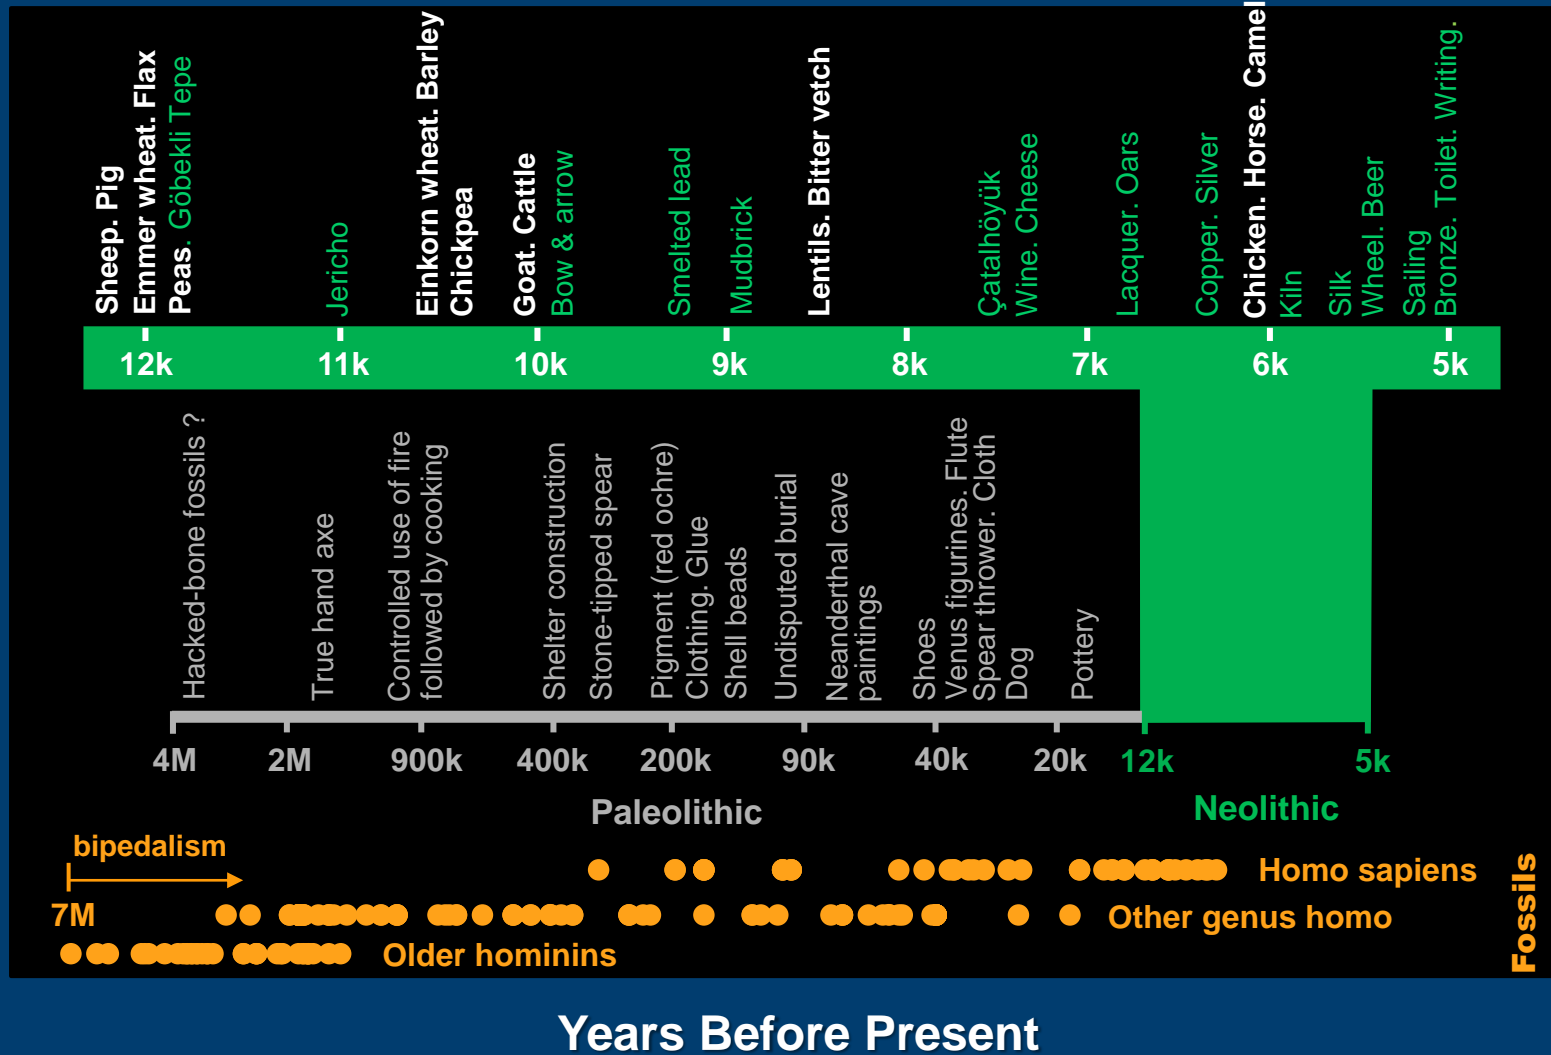 Sheep. Pig
Emmer wheat. Flax
Peas. Göbekli Tepe
Jericho
Einkorn wheat. Barley
Chickpea
Goat. Cattle
Bow & arrow
Smelted lead
Mudbrick
Lentils. Bitter vetch
Çatalhöyük
Wine. Cheese
Lacquer. Oars
Copper. Silver
Chicken. Horse. Camel
Kiln
Silk
Wheel. Beer
Sailing
Bronze. Toilet. Writing.
12k
11k
10k
9k
8k
7k
6k
5k
Hacked-bone fossils ?
True hand axe
Controlled use of fire
followed by cooking
Shelter construction
Stone-tipped spear
Pigment (red ochre)
Clothing. Glue
Shell beads
Undisputed burial
Neanderthal cave
paintings
Shoes
Venus figurines. Flute
Spear thrower. Cloth
Dog
Pottery
4M
2M
900k
400k
200k
90k
40k
20k
12k
5k
Paleolithic
Neolithic
bipedalism
7M
Homo sapiens
Other genus homo
Older hominins
Fossils
Years Before Present